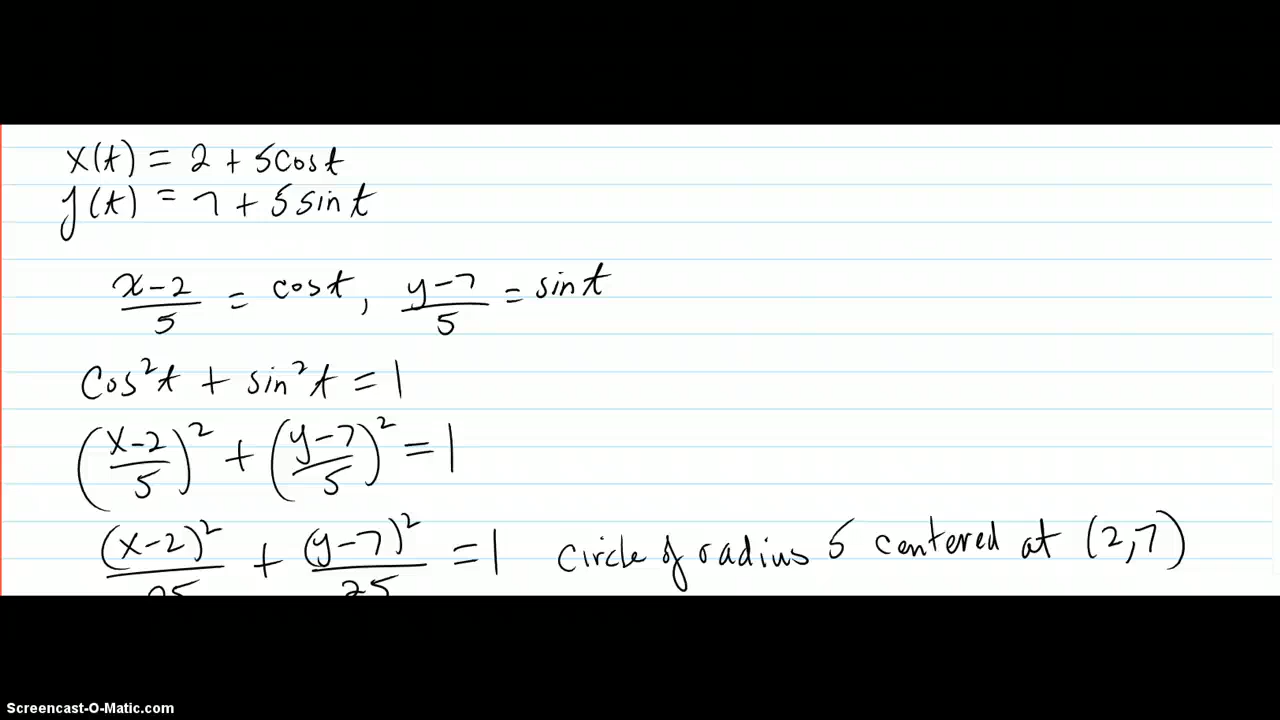 x(t) = 2 + 5cost
y(t) = 7 + 5sint
x-2/5 = cost, y-7/5 = sint
cos²t + sin²t = 1
(x-2/5)² + (y-7/5)² = 1
(x-2)²/25 + (y-7)²/25 = 1 circle of radius 5 centered at (2,7)
Screencast-O-Matic.com